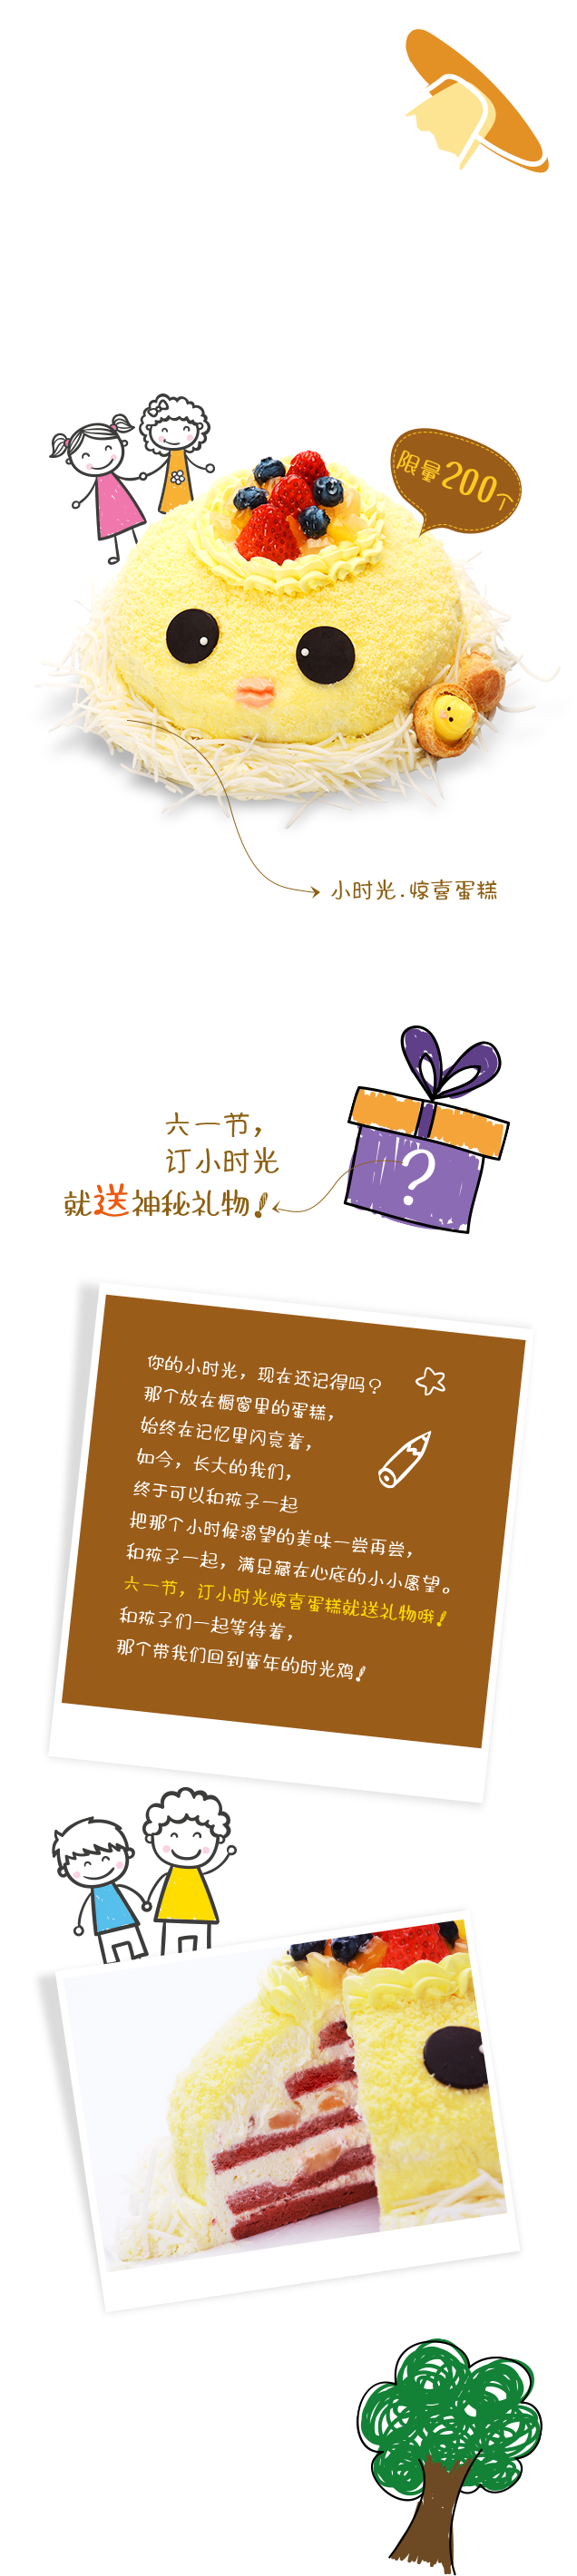 限量200个
小时光.惊喜蛋糕
六一节，
订小时光
就送神秘礼物！
?
你的小时光，现在还记得吗？
那个放在橱窗里的蛋糕，
始终在记忆里闪亮着，
如今，长大的我们，
终于可以和孩子一起
把那个小时候渴望的美味一尝再尝，
和孩子一起，满足藏在心底的小小愿望。
六一节，订小时光惊喜蛋糕就送礼物哦！
和孩子们一起等待着，
那个带我们回到童年的时光鸡！